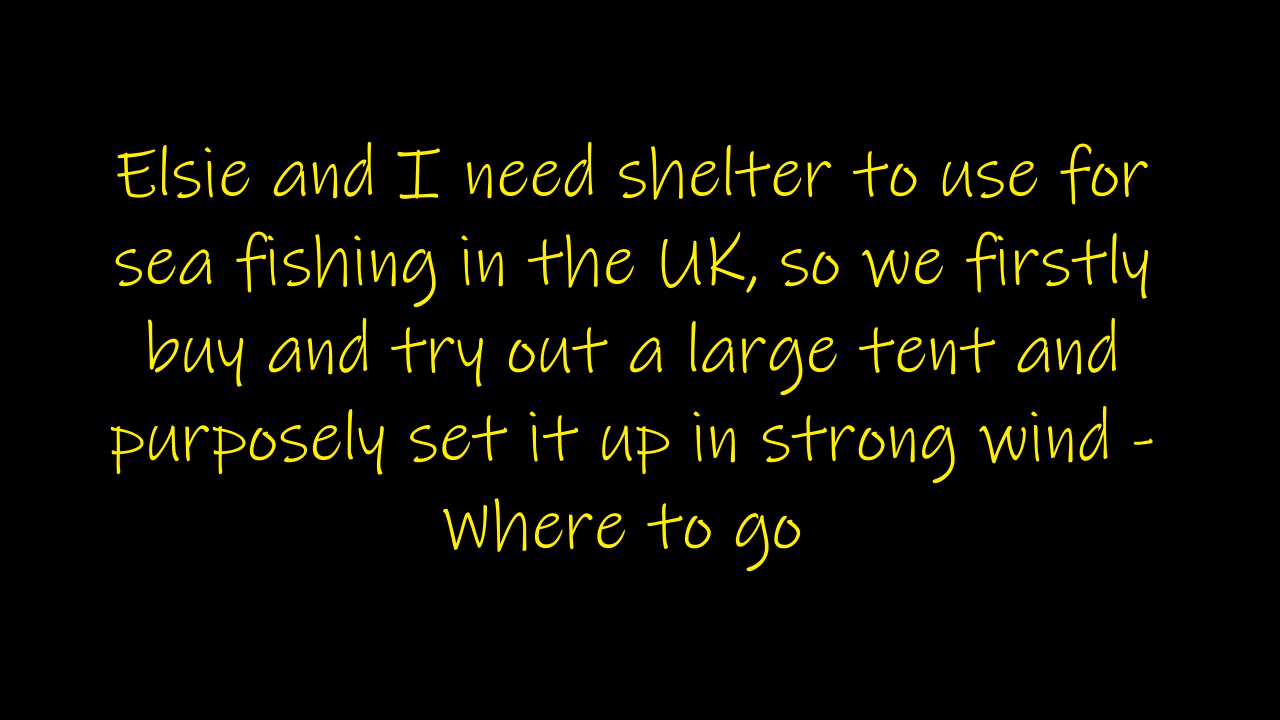 Elsie and I need shelter to use for
sea fishing in the UK, so we firstly
buy and try out a large tent and
purposely set it up in strong wind -
Where to go